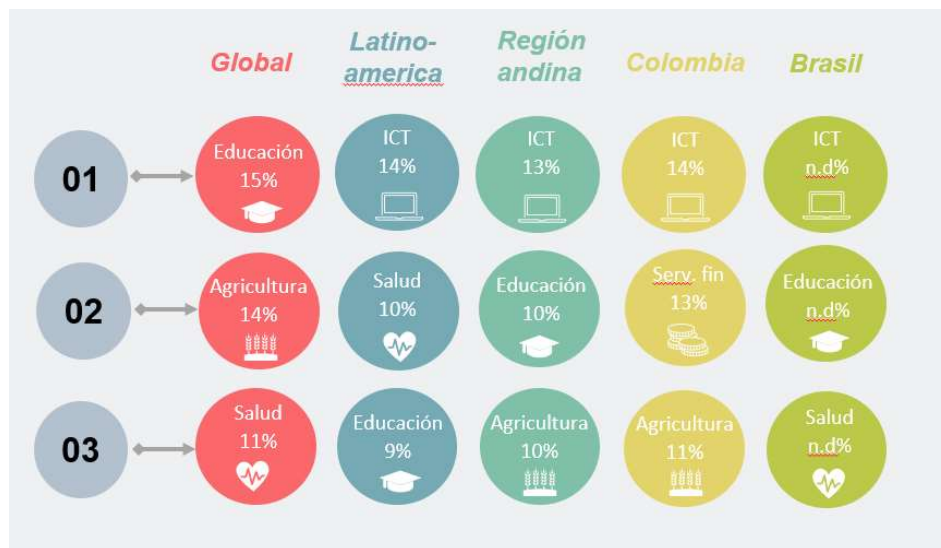 Global
Latino-
america
Región
andina
Colombia
Brasil
01
Educación
15%
ICT
14%
ICT
13%
ICT
14%
ICT
n.d%
02
Agricultura
14%
Salud
10%
Educación
10%
Serv. fin
13%
Educación
n.d%
03
Salud
11%
Educación
9%
Agricultura
10%
Agricultura
11%
Salud
n.d%